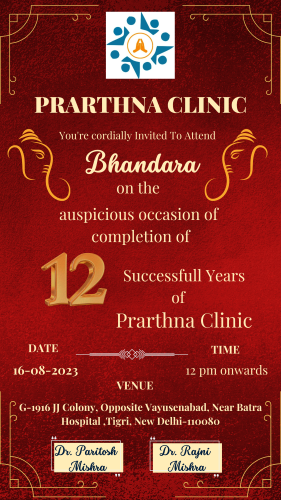 PRARTHNA CLINIC
You're cordially Invited To Attend
Bhandara
on the
auspicious occasion of
completion of
12 Successfull Years
of
Prarthna Clinic
DATE
16-08-2023
TIME
12 pm onwards
VENUE
G-1916 JJ Colony, Opposite Vayusenabad, Near Batra
Hospital ,Tigri, New Delhi-110080
Dr. Paritosh
Mishra
Dr. Rajni
Mishra